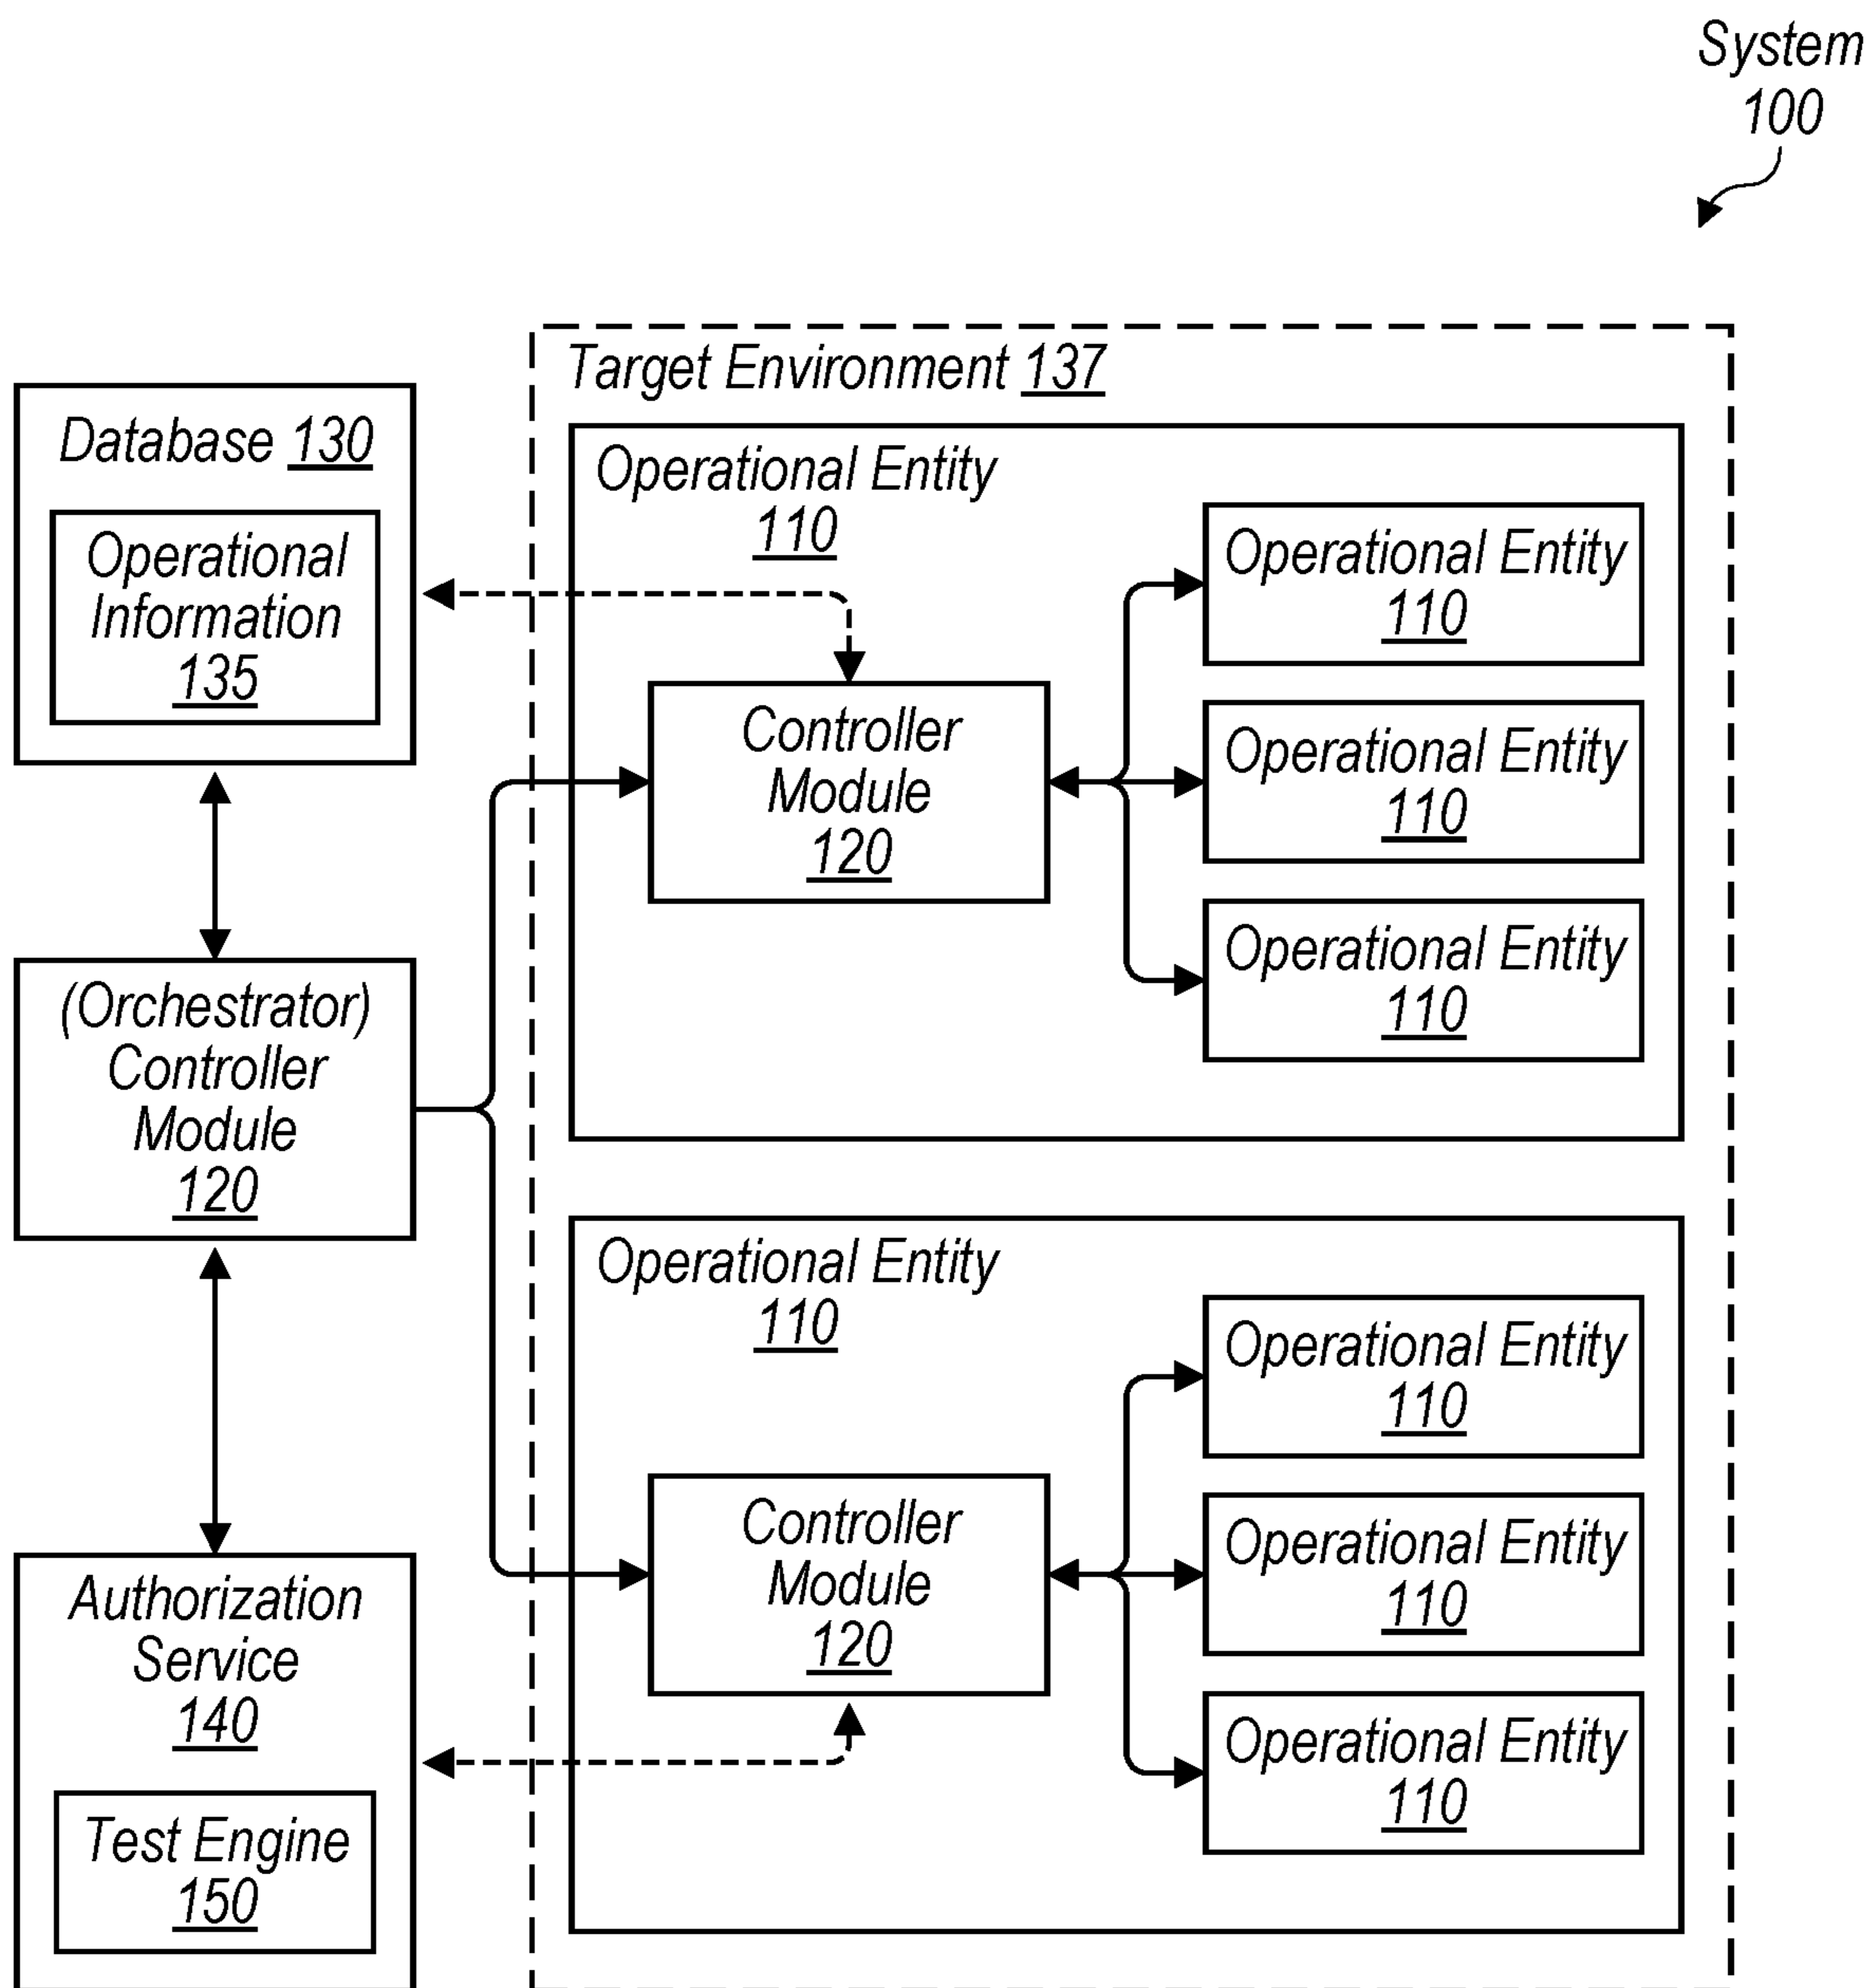 System
100
Target Environment 137
Database 130
Operational
Information
135
(Orchestrator)
Controller
Module
120
Authorization
Service
140
Test Engine
150
Operational Entity
110
Controller
Module
120
Operational Entity
110
Operational Entity
110
Operational Entity
110
Operational Entity
110
Controller
Module
120
Operational Entity
110
Operational Entity
110
Operational Entity
110